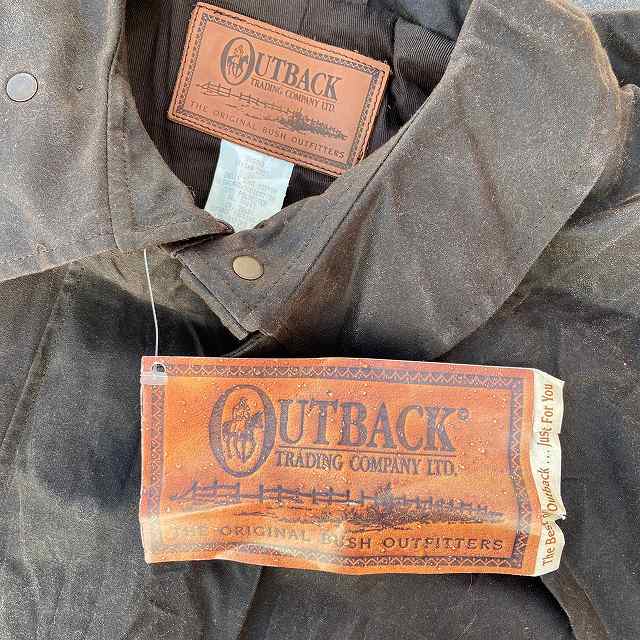 OUTBACK
TRADING COMPANY LTD.
THE ORIGINAL BUSH OUTFITTERS
OUTBACK®
TRADING COMPANY LTD.
THE ORIGINAL BUSH OUTFITTERS
The Best Outback... Just For You